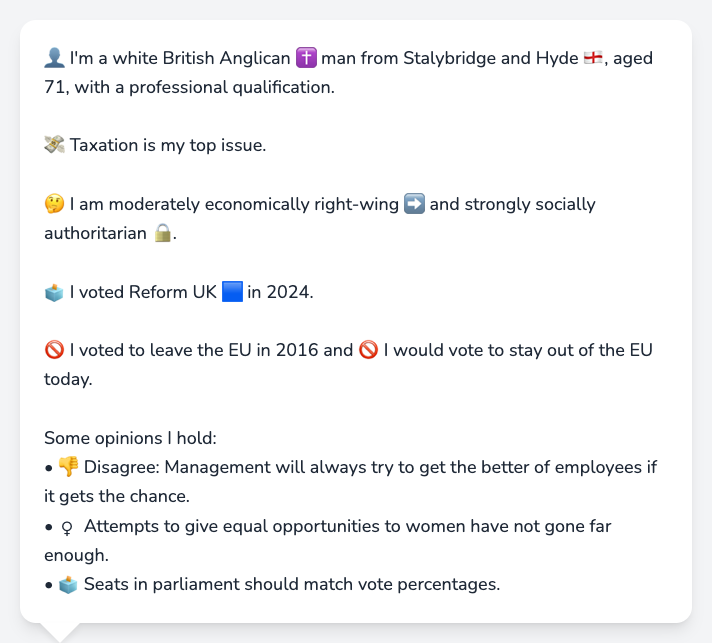 👤 I'm a white British Anglican ✝️ man from Stalybridge and Hyde 🏴󠁧󠁢󠁥󠁮󠁧󠁿, aged
71, with a professional qualification.
💸 Taxation is my top issue.
🤔 I am moderately economically right-wing ➡️ and strongly socially
authoritarian 🔒.
🗳️ I voted Reform UK 🟦 in 2024.
🚫 I voted to leave the EU in 2016 and 🚫 I would vote to stay out of the EU
today.
Some opinions I hold:
• 👎 Disagree: Management will always try to get the better of employees if
it gets the chance.
• ♀ Attempts to give equal opportunities to women have not gone far
enough.
• 🗳️ Seats in parliament should match vote percentages.